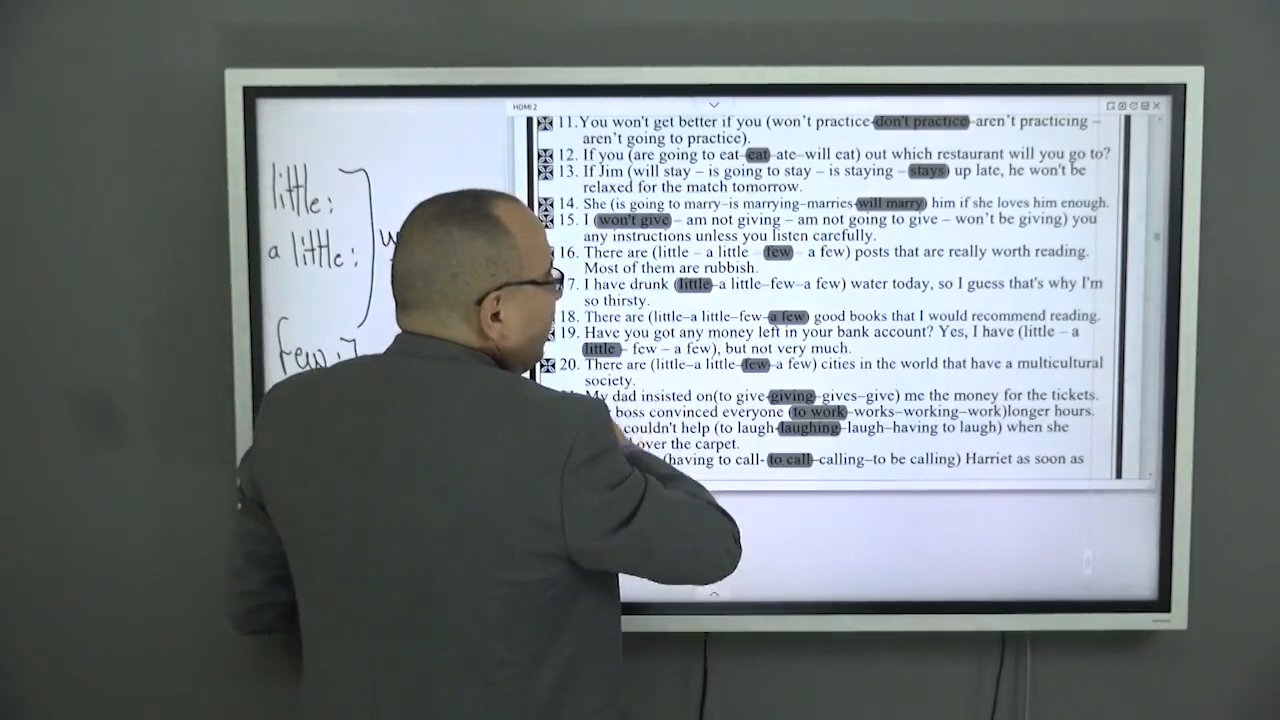 HDMI 2
little:
a little:
few:
11.You won't get better if you (won't practice-don't practice-aren't practicing –
aren't going to practice).
12. If you (are going to eat-eat-ate–will eat) out which restaurant will you go to?
13. If Jim (will stay – is going to stay – is staying – stays) up late, he won't be
relaxed for the match tomorrow.
14. She (is going to marry–is marrying–marries-will marry) him if she loves him enough.
15. I (won't give – am not giving – am not going to give – won't be giving) you
any instructions unless you listen carefully.
16. There are (little – a little – few – a few) posts that are really worth reading.
Most of them are rubbish.
7. I have drunk (little-a little–few–a few) water today, so I guess that's why I'm
so thirsty.
18. There are (little–a little–few-a few) good books that I would recommend reading.
19. Have you got any money left in your bank account? Yes, I have (little – a
little – few – a few), but not very much.
20. There are (little–a little-few-a few) cities in the world that have a multicultural
society.
My dad insisted on(to give-giving-gives–give) me the money for the tickets.
boss convinced everyone (to work-works–working–work)longer hours.
couldn't help (to laugh-laughing-laugh–having to laugh) when she
over the carpet.
(having to call- to call-calling–to be calling) Harriet as soon as